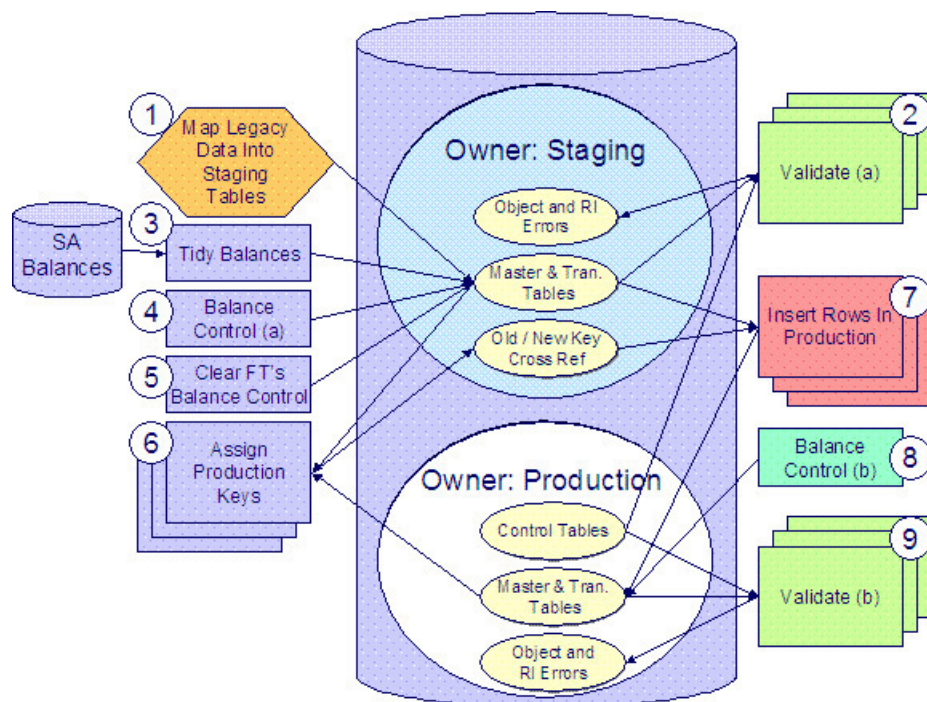 1
Map Legacy
Data Into
Staging
Tables
SA
Balances
3
Tidy Balances
4
Balance
Control (a)
5
Clear FT's
Balance Control
6
Assign
Production
Keys
Owner: Staging
Object and RI
Errors
Master & Tran.
Tables
Old / New Key
Cross Ref
Owner: Production
Control Tables
Master & Tran.
Tables
Object and
RI Errors
2
Validate (a)
7
Insert Rows In
Production
Balance
Control (b)
8
9
Validate (b)